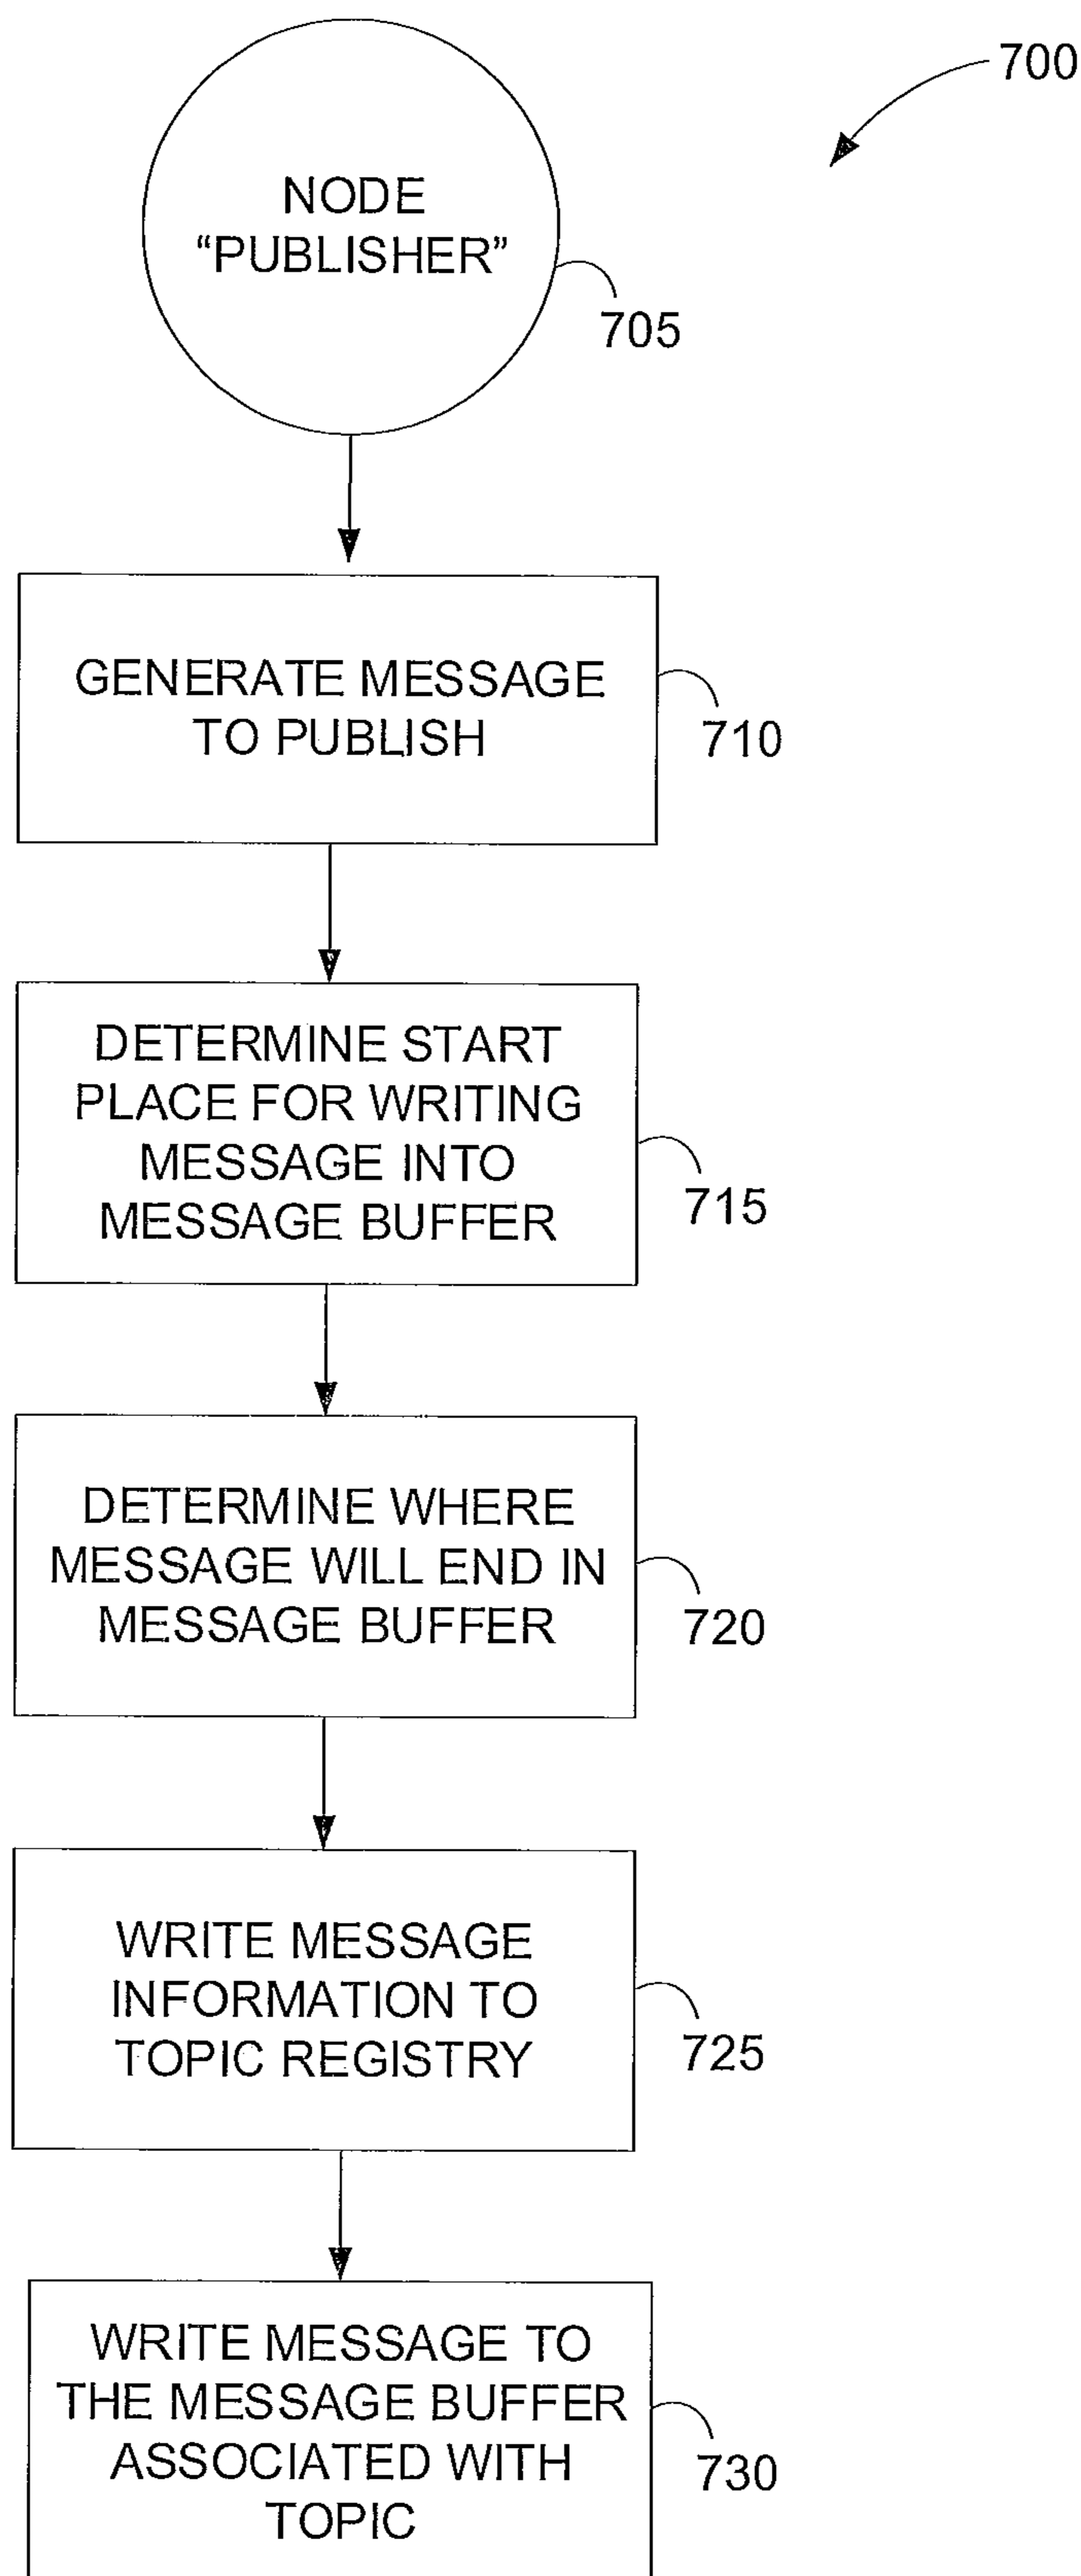 700
NODE
“PUBLISHER”
705
GENERATE MESSAGE
TO PUBLISH
710
DETERMINE START
PLACE FOR WRITING
MESSAGE INTO
MESSAGE BUFFER
715
DETERMINE WHERE
MESSAGE WILL END IN
MESSAGE BUFFER
720
WRITE MESSAGE
INFORMATION TO
TOPIC REGISTRY
725
WRITE MESSAGE TO
THE MESSAGE BUFFER
ASSOCIATED WITH
TOPIC
730